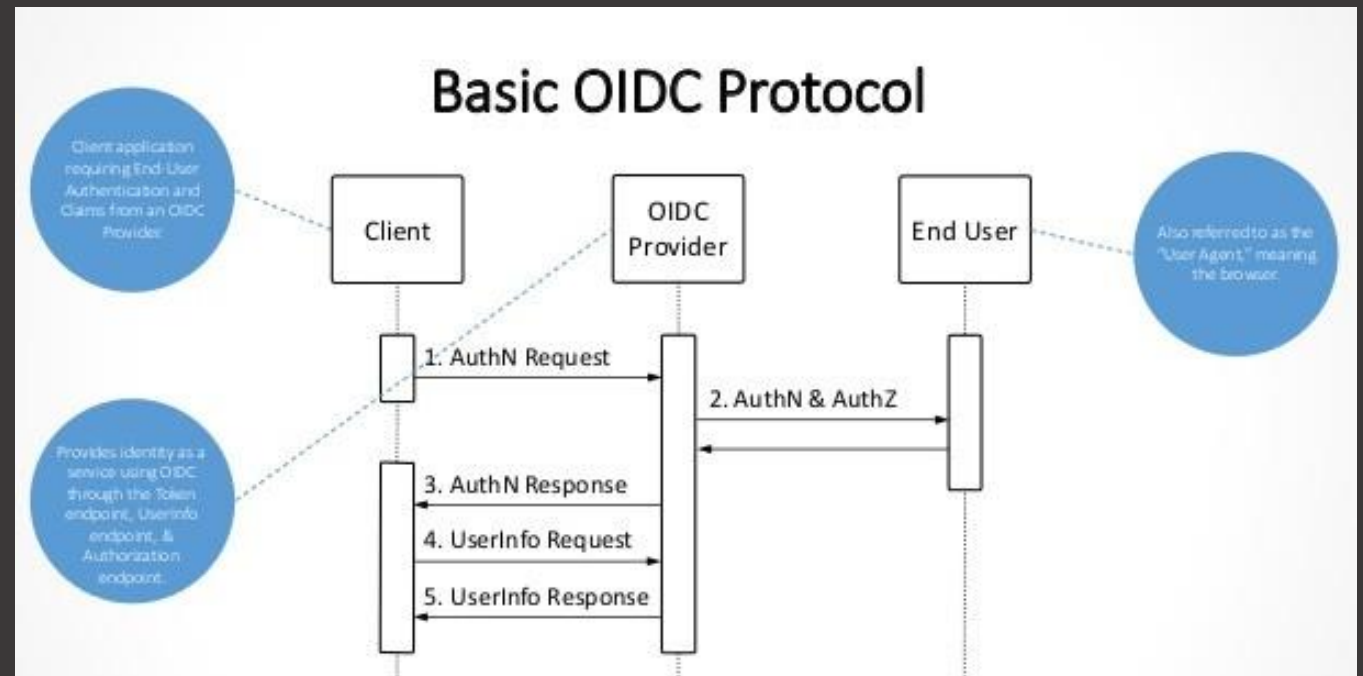 Basic OIDC Protocol
Client application
requiring End-User
Authentication and
Claims from an OIDC
Provider.
Client
OIDC
Provider
End User
Also referred to as the
"User Agent," meaning
the browser.
1. AuthN Request
2. AuthN & AuthZ
Provides identity as a
service using OIDC
through the Token
endpoint, UserInfo
endpoint, &
Authorization
endpoint.
3. AuthN Response
4. UserInfo Request
5. UserInfo Response